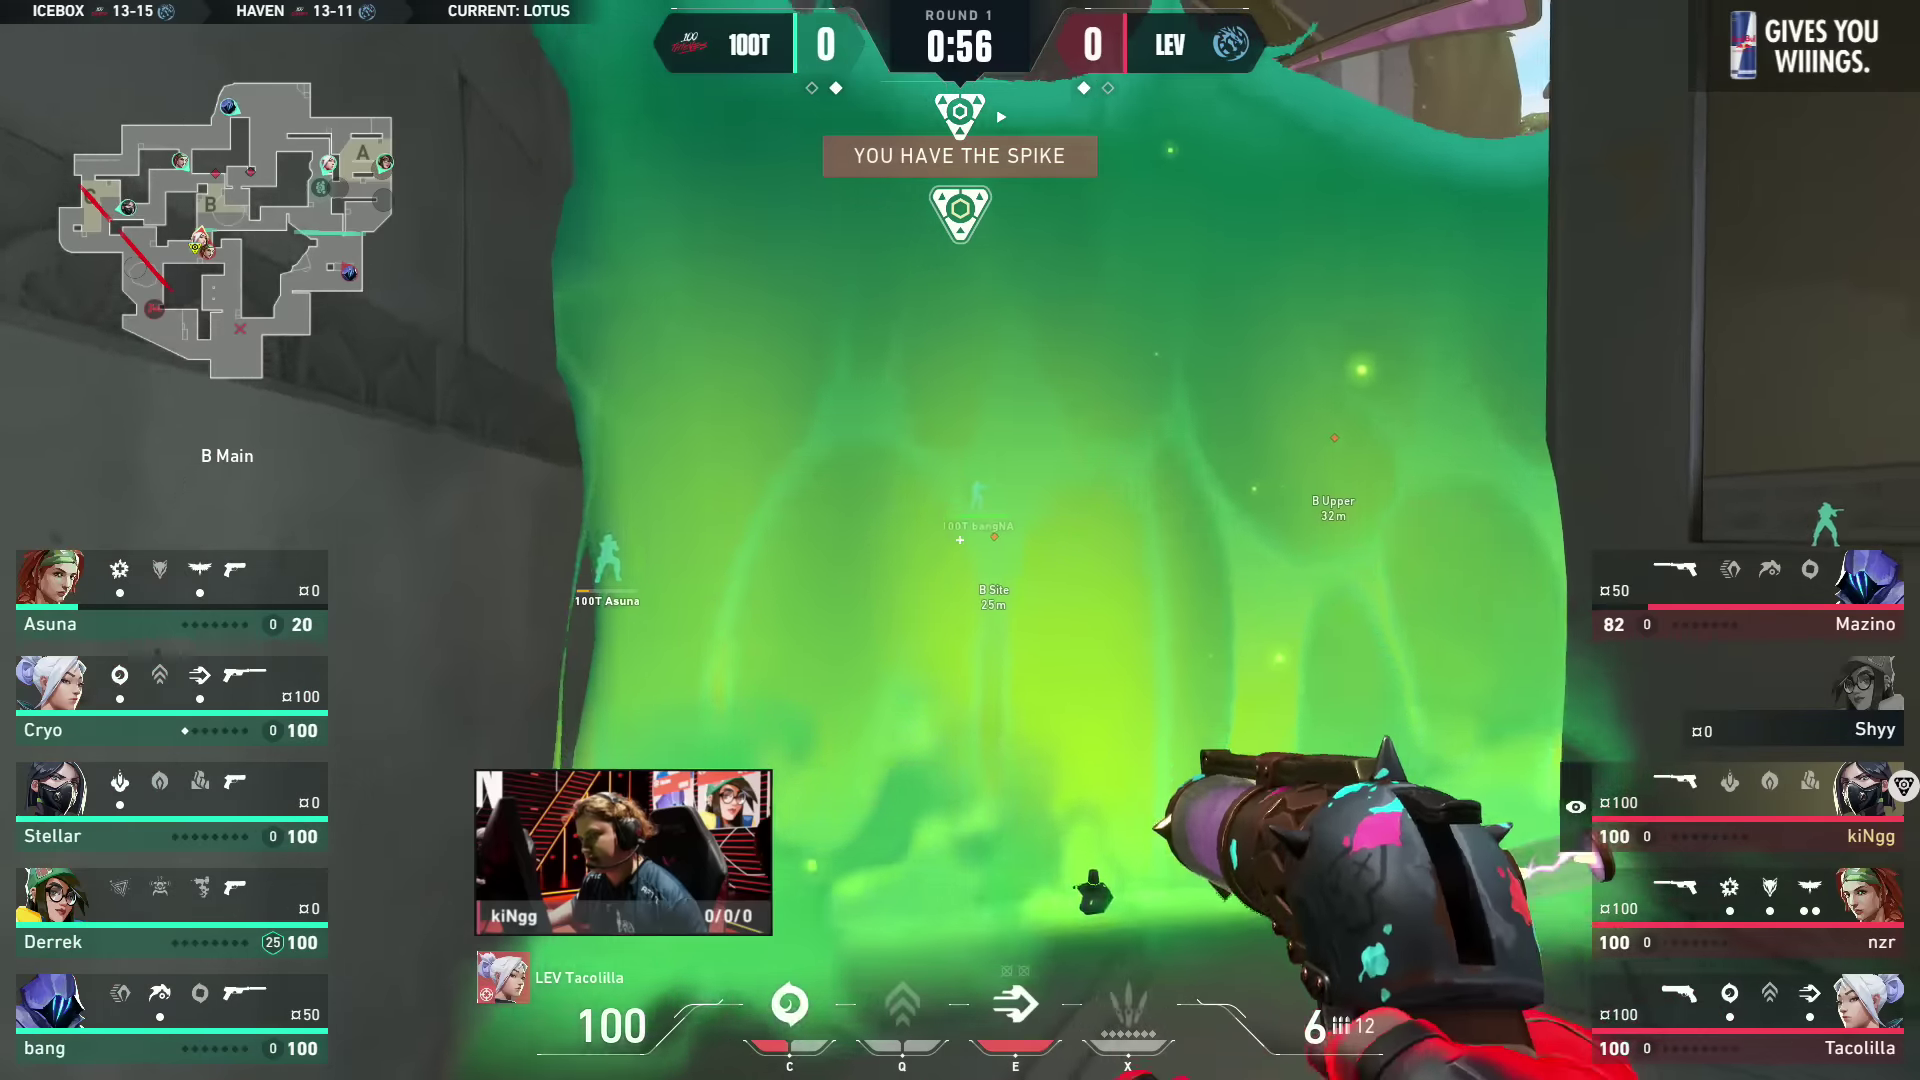 ICEBOX 13-15 HAVEN 13-11 CURRENT: LOTUS
100T 0 ROUND 1 0:56 0 LEV
GIVES YOU
WIIINGS.
YOU HAVE THE SPIKE
A
B
C
B Main
B Upper
32m
100T bangNA
B Site
25m
100T Asuna
¤0
Asuna 0 20
¤100
Cryo 0 100
¤0
Stellar 0 100
¤0
Derrek 25 100
¤50
bang 0 100
¤50
82 0 Mazino
¤0 Shyy
¤100
100 0 kiNgg
¤100
100 0 nzr
¤100
100 0 Tacolilla
kiNgg 0/0/0
LEV Tacolilla
100
6 12
C Q E X